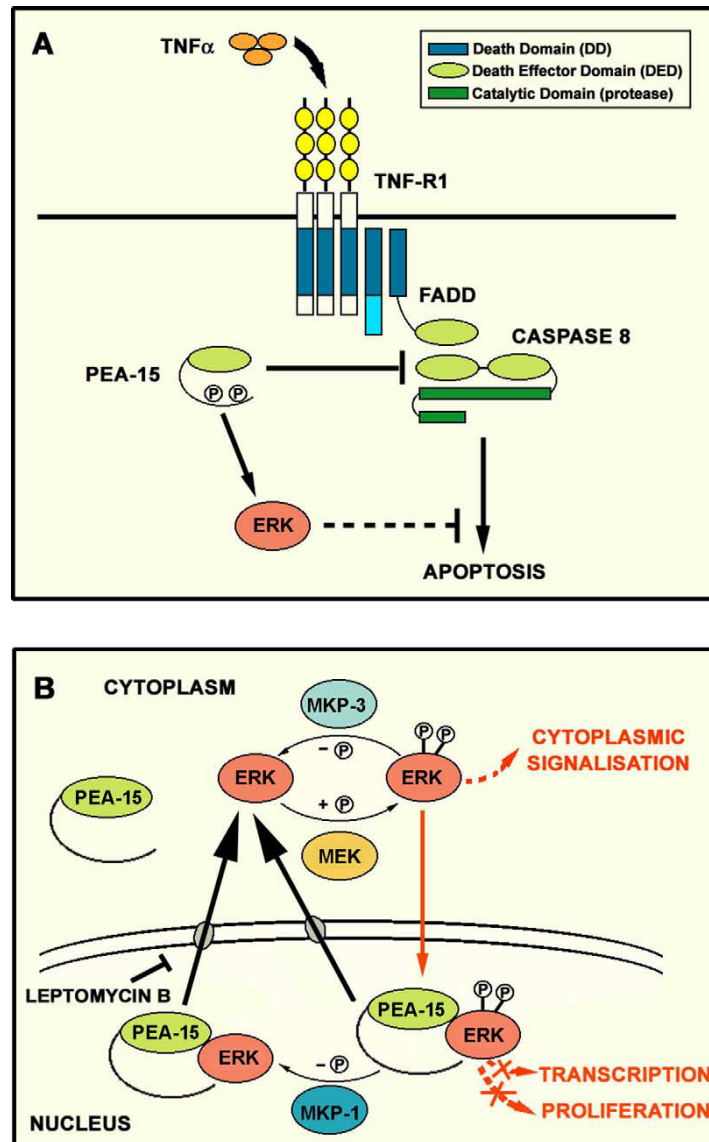 A
TNFα
Death Domain (DD)
Death Effector Domain (DED)
Catalytic Domain (protease)
TNF-R1
FADD
CASPASE 8
PEA-15
P P
ERK
APOPTOSIS
B
CYTOPLASM
MKP-3
P P
– P
CYTOPLASMIC
SIGNALISATION
PEA-15
ERK
ERK
+ P
MEK
LEPTOMYCIN B
P P
PEA-15
PEA-15
ERK
ERK
– P
TRANSCRIPTION
MKP-1
PROLIFERATION
NUCLEUS